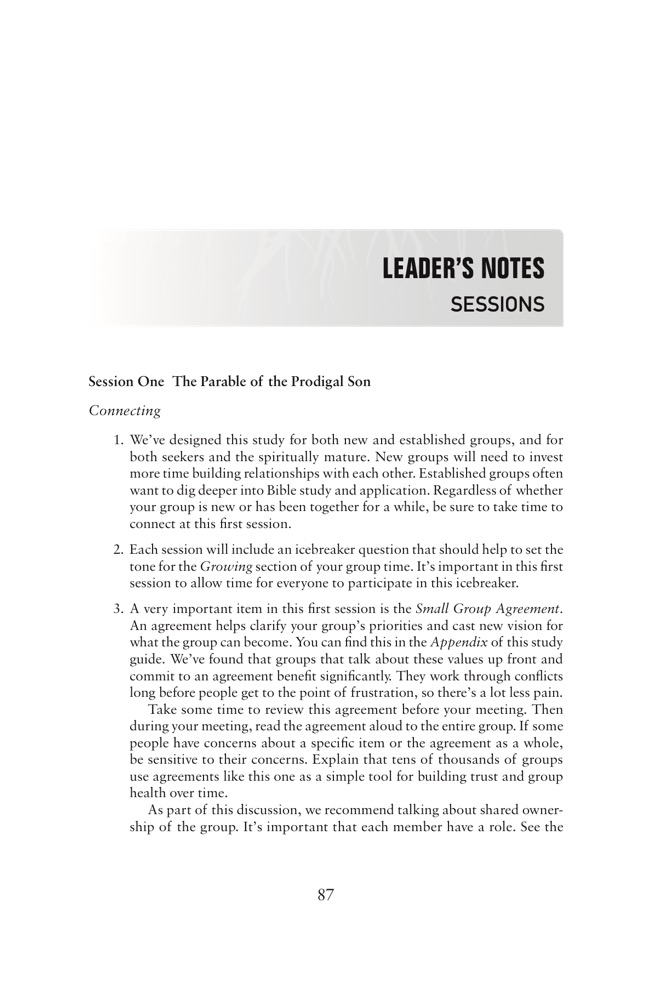 LEADER’S NOTES
SESSIONS
Session One  The Parable of the Prodigal Son
Connecting
1. We’ve designed this study for both new and established groups, and for
both seekers and the spiritually mature. New groups will need to invest
more time building relationships with each other. Established groups often
want to dig deeper into Bible study and application. Regardless of whether
your group is new or has been together for a while, be sure to take time to
connect at this first session.
2. Each session will include an icebreaker question that should help to set the
tone for the Growing section of your group time. It’s important in this first
session to allow time for everyone to participate in this icebreaker.
3. A very important item in this first session is the Small Group Agreement.
An agreement helps clarify your group’s priorities and cast new vision for
what the group can become. You can find this in the Appendix of this study
guide. We’ve found that groups that talk about these values up front and
commit to an agreement benefit significantly. They work through conflicts
long before people get to the point of frustration, so there’s a lot less pain.
Take some time to review this agreement before your meeting. Then
during your meeting, read the agreement aloud to the entire group. If some
people have concerns about a specific item or the agreement as a whole,
be sensitive to their concerns. Explain that tens of thousands of groups
use agreements like this one as a simple tool for building trust and group
health over time.
As part of this discussion, we recommend talking about shared owner-
ship of the group. It’s important that each member have a role. See the
87